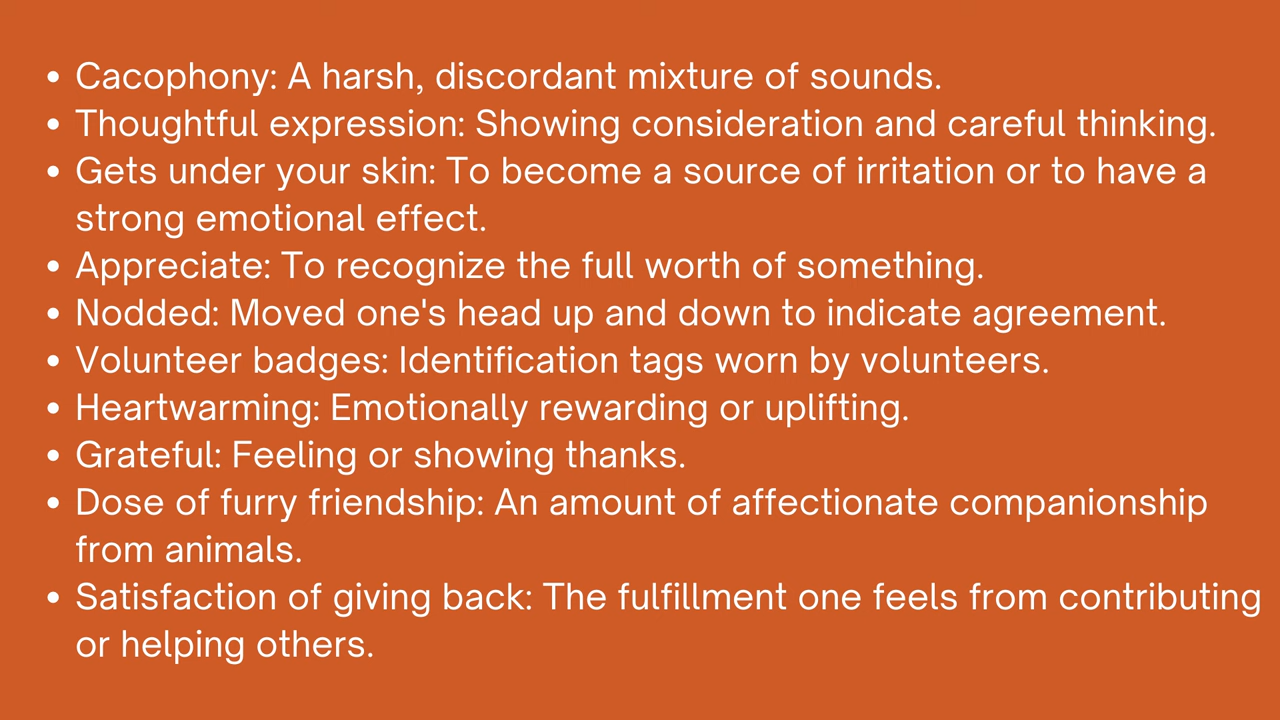 • Cacophony: A harsh, discordant mixture of sounds.
• Thoughtful expression: Showing consideration and careful thinking.
• Gets under your skin: To become a source of irritation or to have a
strong emotional effect.
• Appreciate: To recognize the full worth of something.
• Nodded: Moved one's head up and down to indicate agreement.
• Volunteer badges: Identification tags worn by volunteers.
• Heartwarming: Emotionally rewarding or uplifting.
• Grateful: Feeling or showing thanks.
• Dose of furry friendship: An amount of affectionate companionship
from animals.
• Satisfaction of giving back: The fulfillment one feels from contributing
or helping others.